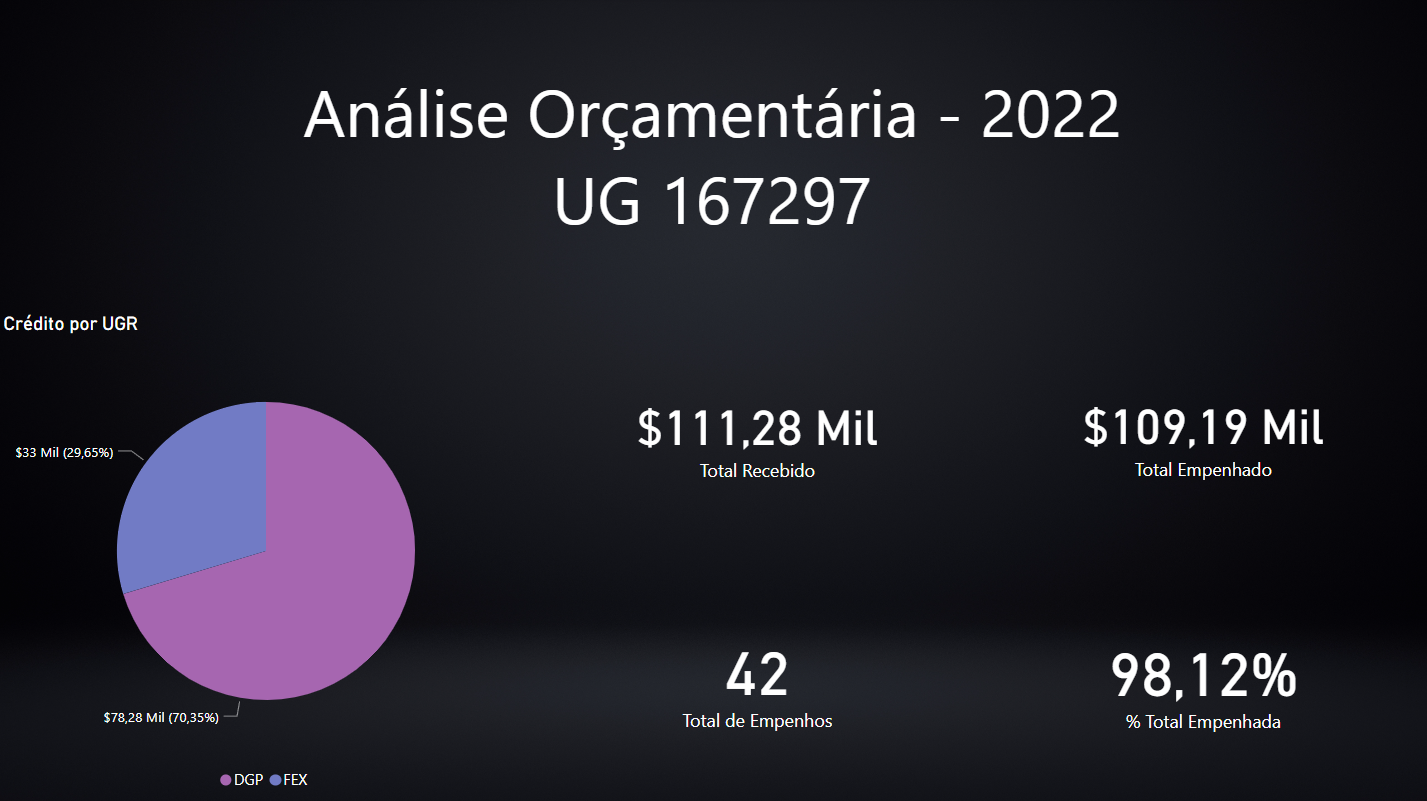 Análise Orçamentária - 2022
UG 167297
Crédito por UGR
$33 Mil (29,65%)
$78,28 Mil (70,35%)
DGP FEX
$111,28 Mil
Total Recebido
$109,19 Mil
Total Empenhado
42
Total de Empenhos
98,12%
% Total Empenhada